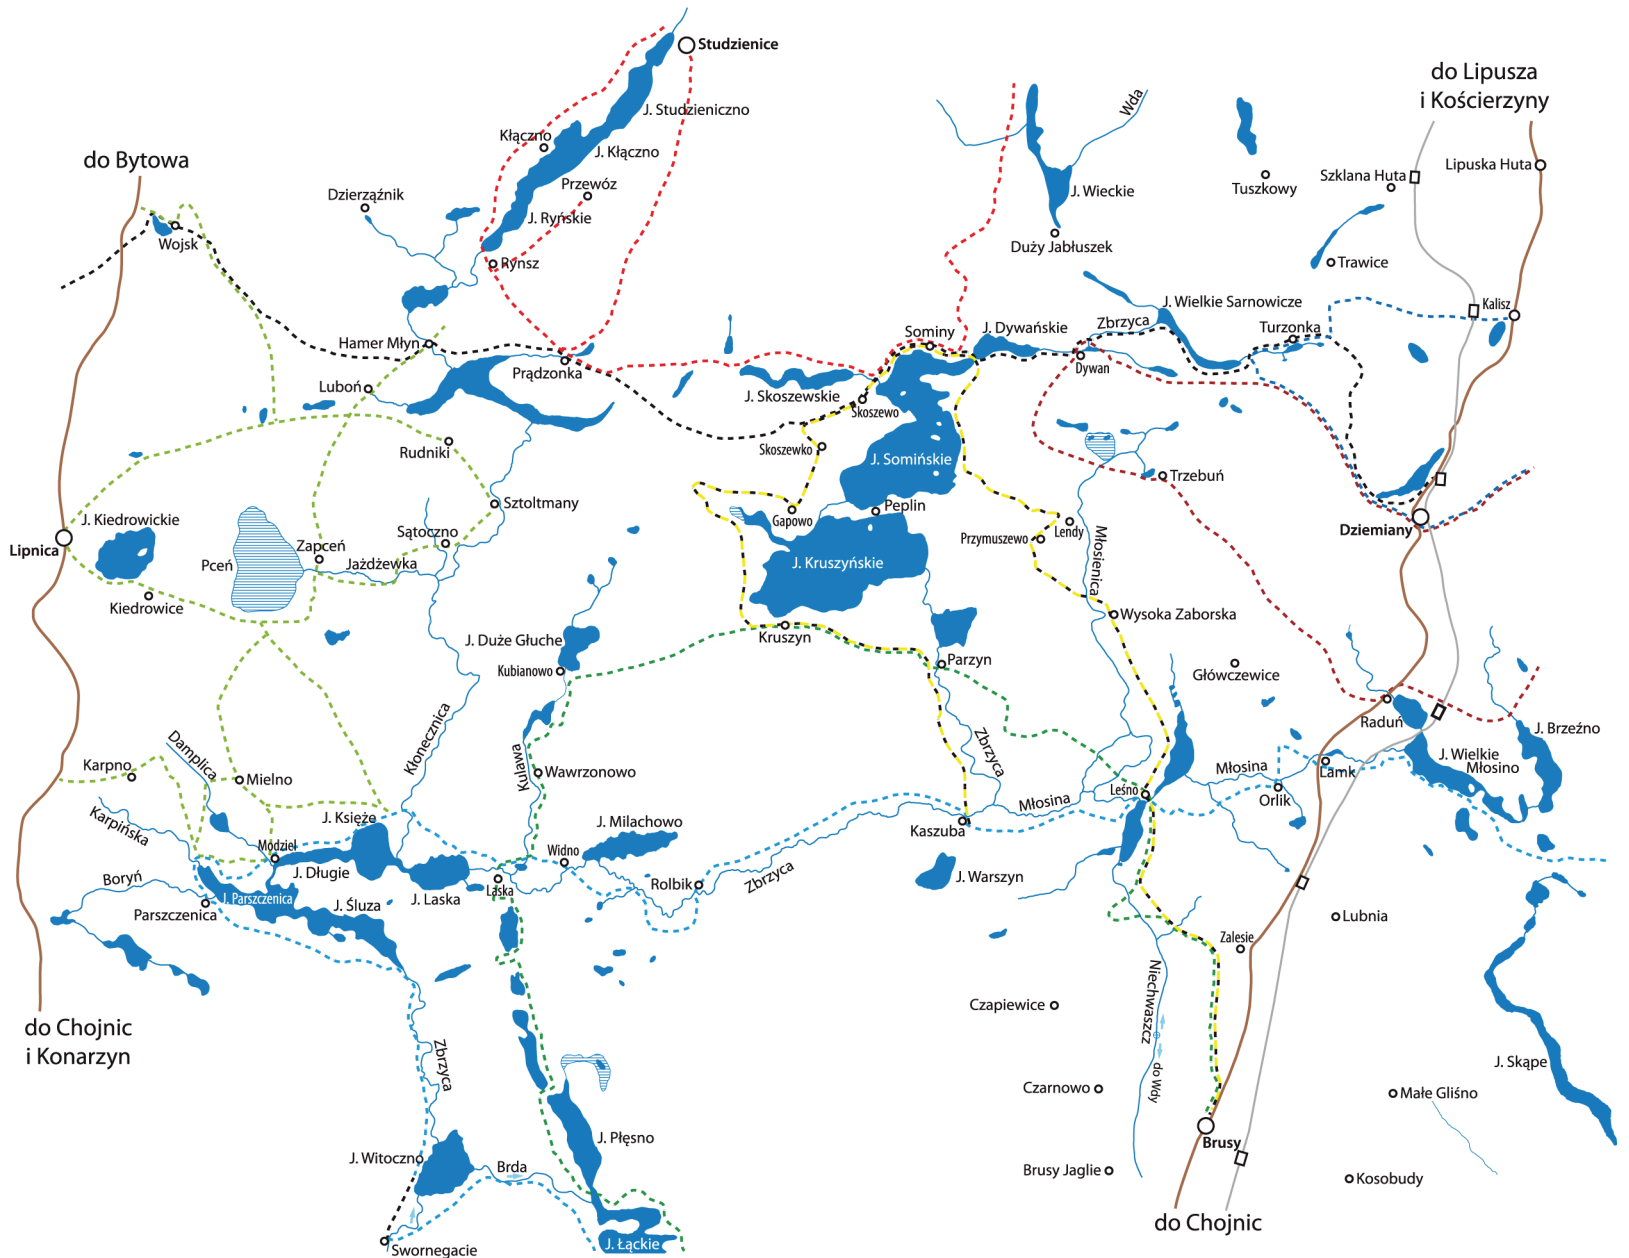 Studzienice
do Lipusza
i Kościerzyny
J. Studzieniczno
Wda
Kłączno
J. Kłączno
do Bytowa
Lipuska Huta
Szklana Huta
Tuszkowy
Przewóz
Dzierząźnik
J. Wieckie
J. Ryńskie
Wojsk
Duży Jabłuszek
Rynsz
Trawice
J. Wielkie Sarnowicze
Kalisz
Zbrzyca
Turzonka
J. Dywańskie
Sominy
Hamer Młyn
Prądzonka
Dywan
Luboń
J. Skoszewskie
Skoszewo
Rudniki
Skoszewko
J. Somińskie
Trzebuń
Sztoltmany
Peplin
J. Kiedrowickie
Gapowo
Lendy
Dziemiany
Sątoczno
Przymuszewo
Lipnica
Zapceń
Pceń
Jażdżewka
J. Kruszyńskie
Młosienica
Kiedrowice
Wysoka Zaborska
J. Duże Głuche
Kruszyn
Kubianowo
Parzyn
Główczewice
Raduń
J. Brzeźno
Kłonecznica
Damplica
Zbrzyca
J. Wielkie
Młosino
Karpno
Mielno
Kulawa
Wawrzonowo
Młosina
Lamk
Orlik
Leśno
Młosina
Karpińska
J. Księże
J. Milachowo
Kaszuba
Modziel
Widno
J. Długie
Boryń
J. Parszczenica
J. Laska
Laska
Rolbik
Zbrzyca
J. Warszyn
Parszczenica
J. Śluza
Lubnia
Zalesie
Niechwaszcz
Czapiewice
do Chojnic
i Konarzyn
Zbrzyca
J. Skąpe
do Wdy
Czarnowo
Małe Gliśno
J. Płęsno
Brusy
J. Witoczno
Brda
Brusy Jaglie
Kosobudy
do Chojnic
J. Łąckie
Swornegacie